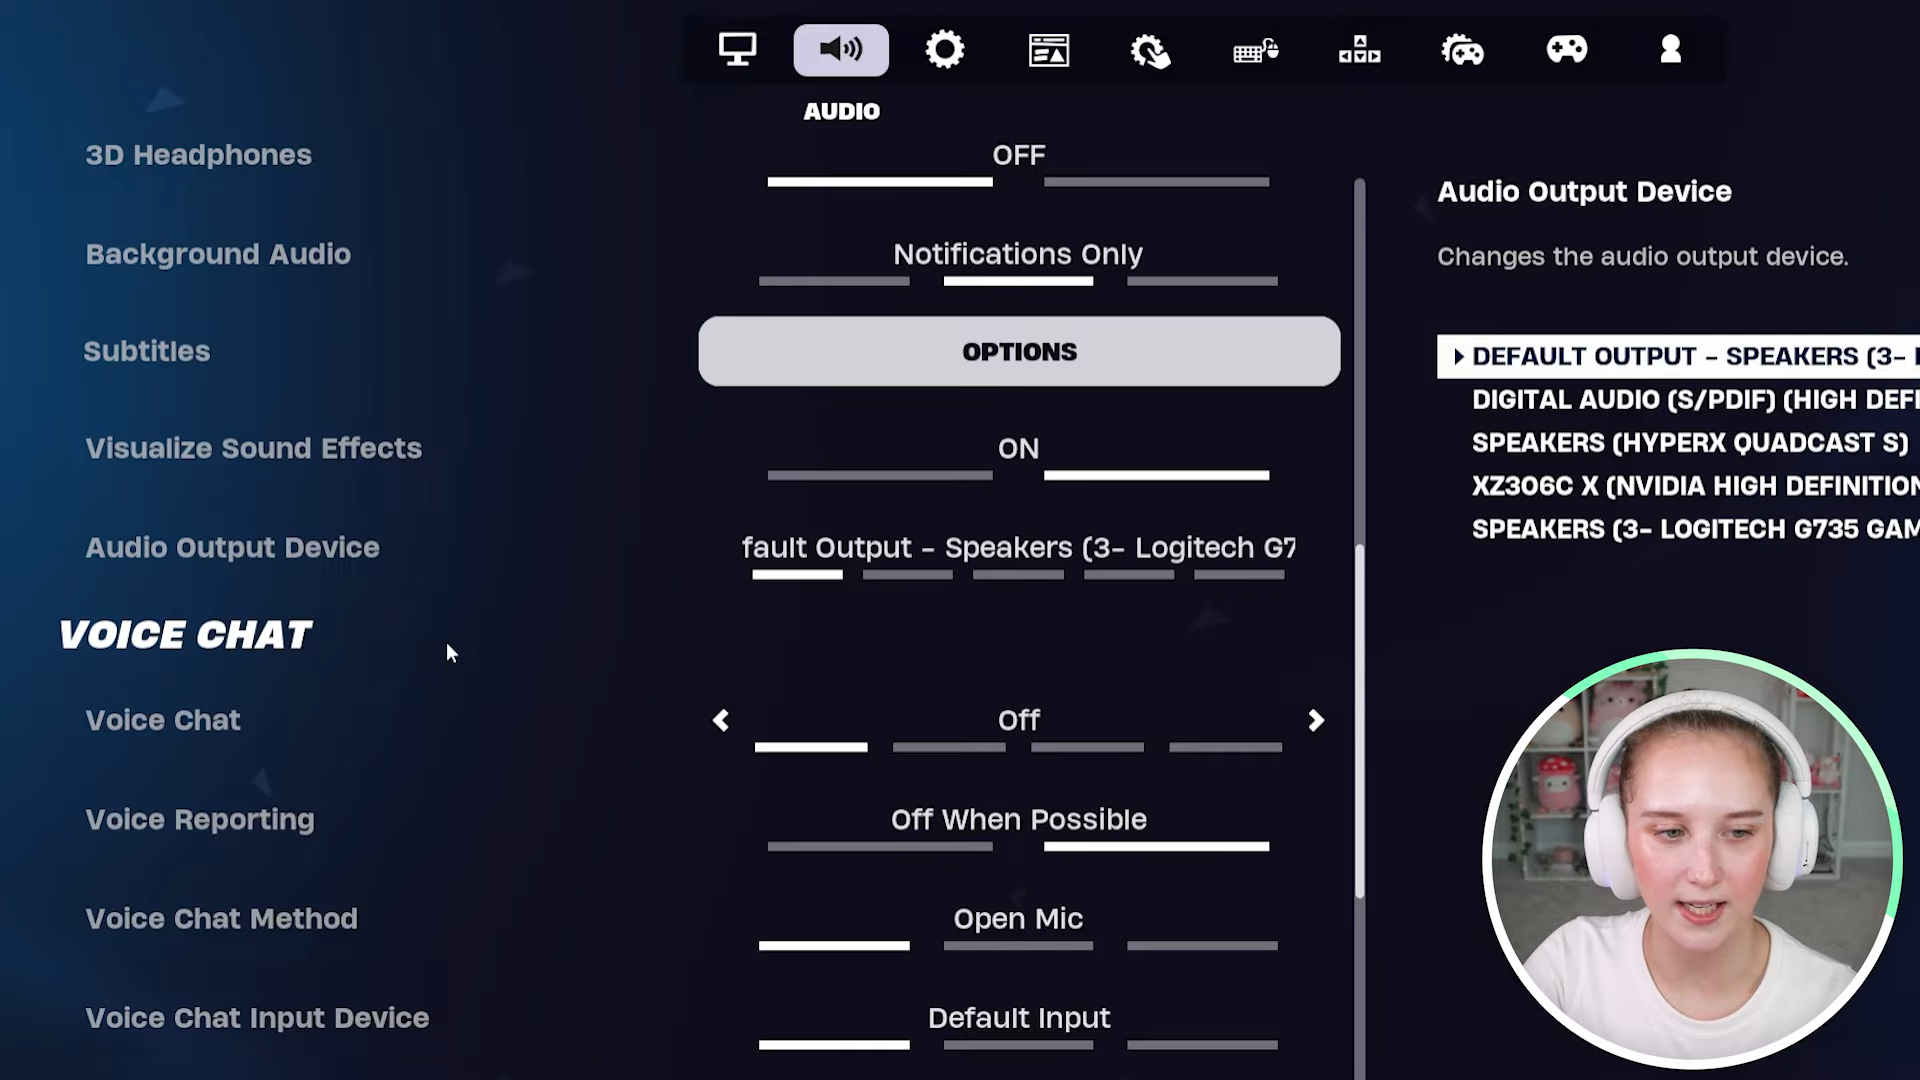 AUDIO
3D Headphones
OFF
Background Audio
Notifications Only
Subtitles
OPTIONS
Visualize Sound Effects
ON
Audio Output Device
fault Output - Speakers (3- Logitech G7
VOICE CHAT
Voice Chat
Off
Voice Reporting
Off When Possible
Voice Chat Method
Open Mic
Voice Chat Input Device
Default Input
Audio Output Device
Changes the audio output device.
DEFAULT OUTPUT - SPEAKERS (3-
DIGITAL AUDIO (S/PDIF) (HIGH DEFI
SPEAKERS (HYPERX QUADCAST S)
XZ306C X (NVIDIA HIGH DEFINITION
SPEAKERS (3- LOGITECH G735 GAM